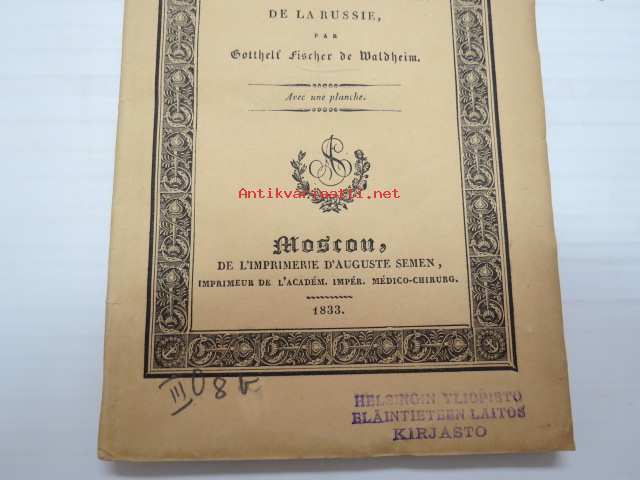 DE LA RUSSIE,
PAR
Gotthelf Fischer de Waldheim.
Avec une planche.
Antikvariaatti.net
Moscou,
DE L'IMPRIMERIE D'AUGUSTE SEMEN,
IMPRIMEUR DE L'ACADÉM. IMPÉR. MÉDICO-CHIRURG.
1833.
III
HELSINGIN YLIOPISTO
ELÄINTIETEEN LAITOS
KIRJASTO